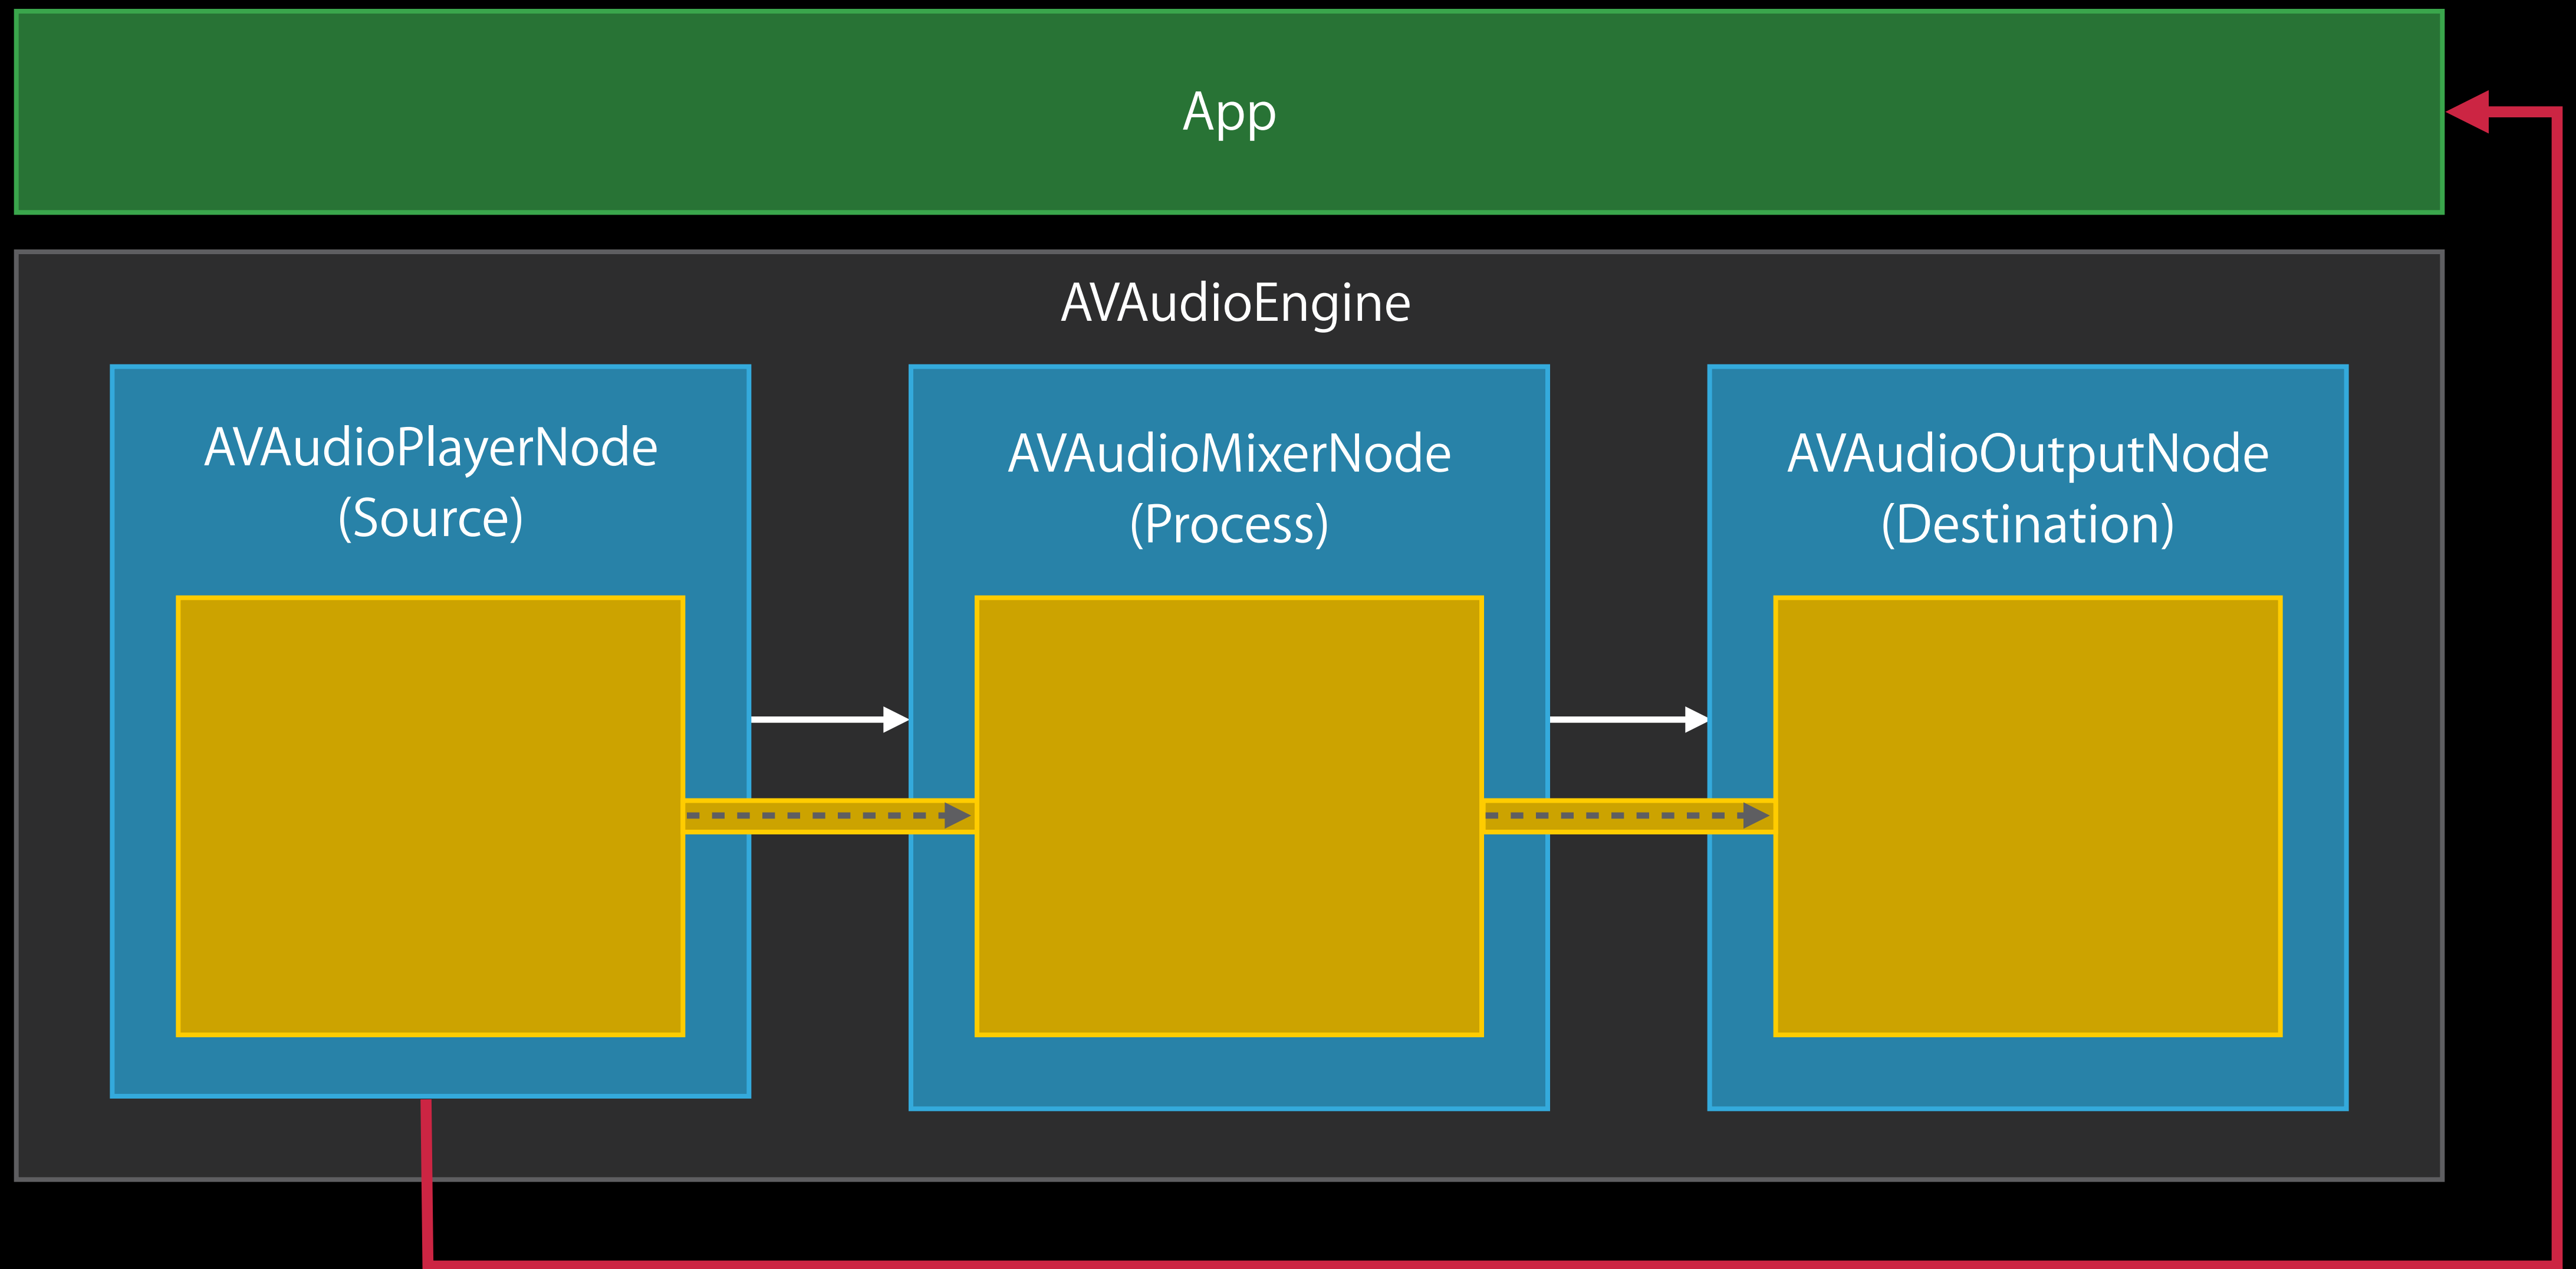 App
AVAudioEngine
AVAudioPlayerNode
(Source)
AVAudioMixerNode
(Process)
AVAudioOutputNode
(Destination)